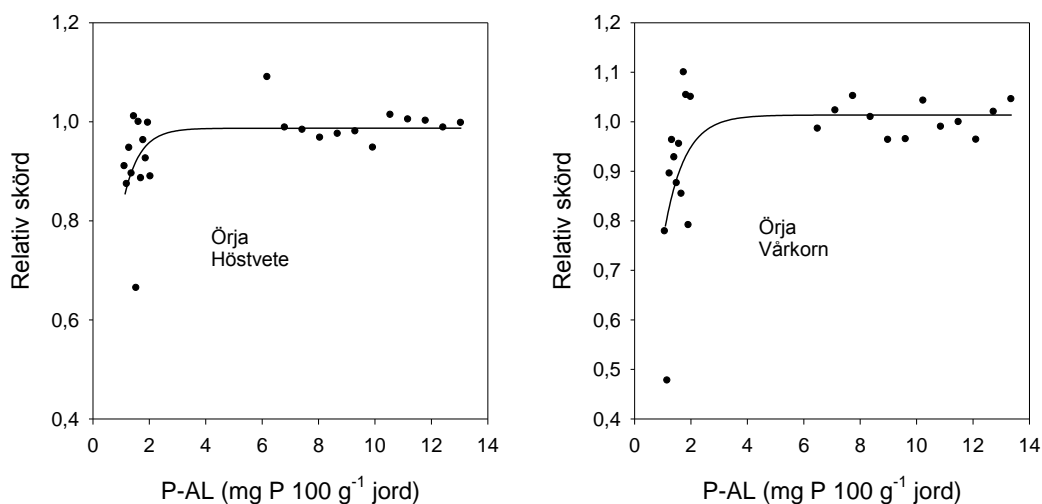 1,2
1,0
0,8
0,6
0,4
0 2 4 6 8 10 12 14
Relativ skörd
Örja
Höstvete
P-AL (mg P 100 g⁻¹ jord)
1,2
1,1
1,0
0,9
0,8
0,7
0,6
0,5
0,4
0 2 4 6 8 10 12 14
Relativ skörd
Örja
Vårkorn
P-AL (mg P 100 g⁻¹ jord)